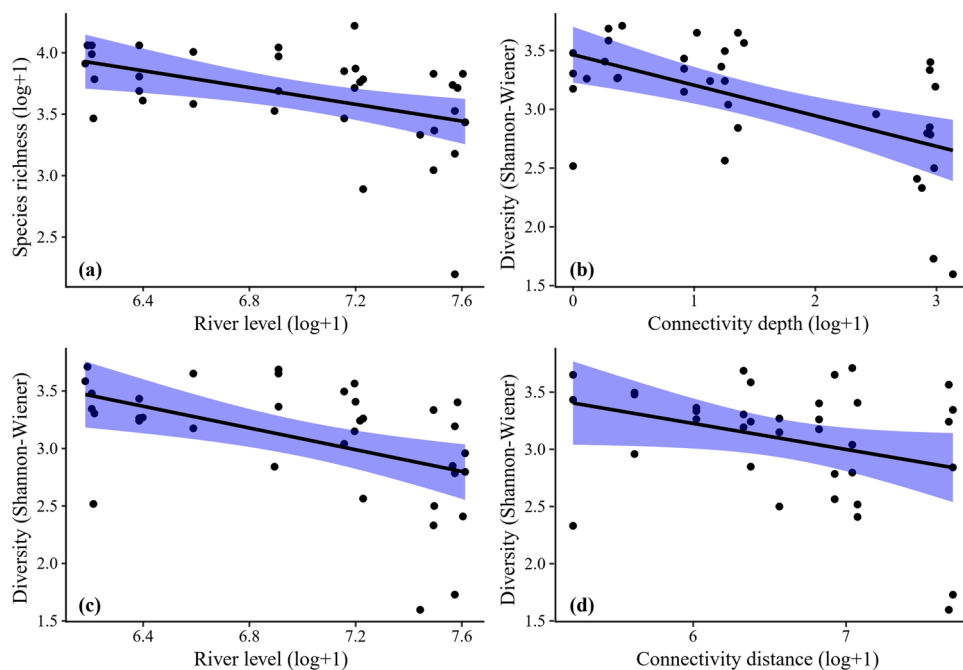 Species richness (log+1)
4.0
3.5
3.0
2.5
(a)
6.4 6.8 7.2 7.6
River level (log+1)
Diversity (Shannon-Wiener)
3.5
3.0
2.5
2.0
1.5
(b)
0 1 2 3
Connectivity depth (log+1)
Diversity (Shannon-Wiener)
3.5
3.0
2.5
2.0
1.5
(c)
6.4 6.8 7.2 7.6
River level (log+1)
Diversity (Shannon-Wiener)
3.5
3.0
2.5
2.0
1.5
(d)
6 7
Connectivity distance (log+1)